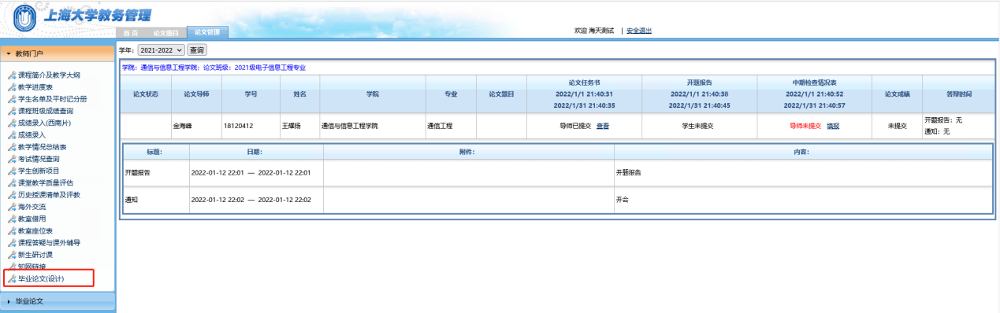 上海大学教务管理
首页 论文题目 论文管理
欢迎 海天测试 | 安全退出
教师门户
课程简介及教学大纲
教学进度表
学生名单及平时记分册
课程班级成绩查询
成绩录入(西南片)
成绩录入
教学情况总结表
考试情况查询
学生创新项目
课堂教学质量评估
历史授课清单及评教
海外交流
教室借用
教室座位表
课程答疑与课外辅导
新生研讨课
知网链接
毕业论文(设计)
毕业论文
学年: 2021-2022 查询
学院: 通信与信息工程学院; 论文班级: 2021级电子信息工程专业
论文状态 论文导师 学号 姓名 学院 专业 论文题目 论文任务书 开题报告 中期检查情况表 论文成绩 答辩时间
2022/1/1 21:40:31 2022/1/1 21:40:38 2022/1/1 21:40:52
2022/1/31 21:40:35 2022/1/31 21:40:45 2022/1/31 21:40:57
金海峰 18120412 王耀扬 通信与信息工程学院 通信工程 导师已提交 查看 学生未提交 导师未提交 填报 未提交 开题报告: 无
通知: 无
标题: 日期: 附件: 内容:
开题报告 2022-01-12 22:01 — 2022-01-12 22:01 开题报告
通知 2022-01-12 22:02 — 2022-01-12 22:02 开会